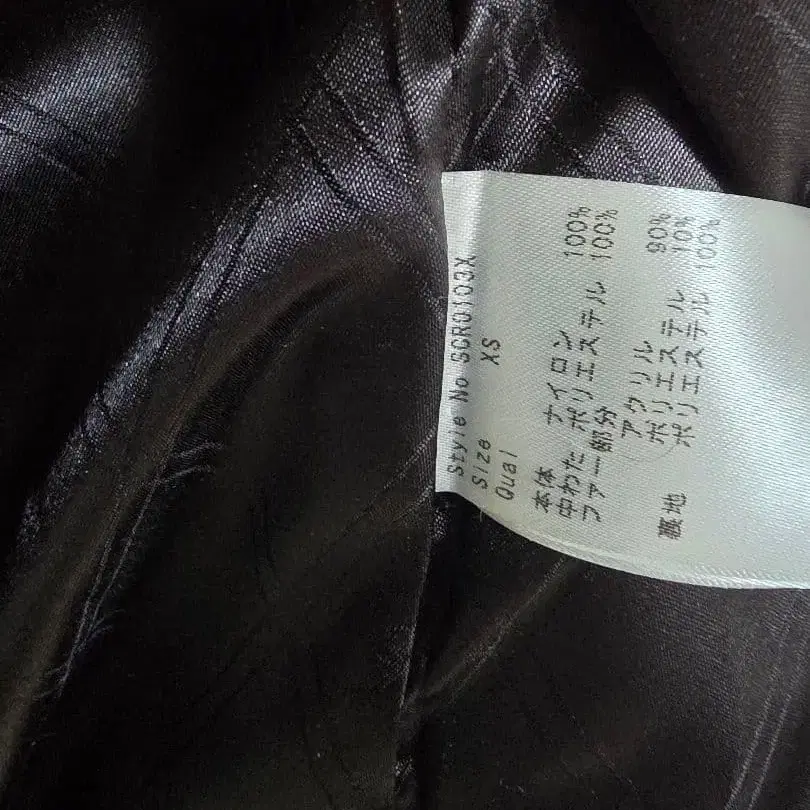 Style No SCR0103X
Size XS
Qual
本体 ナイロン 100%
中わた ポリエステル 100%
ファー部分
アクリル 90%
ポリエステル 10%
裏地 ポリエステル 100%